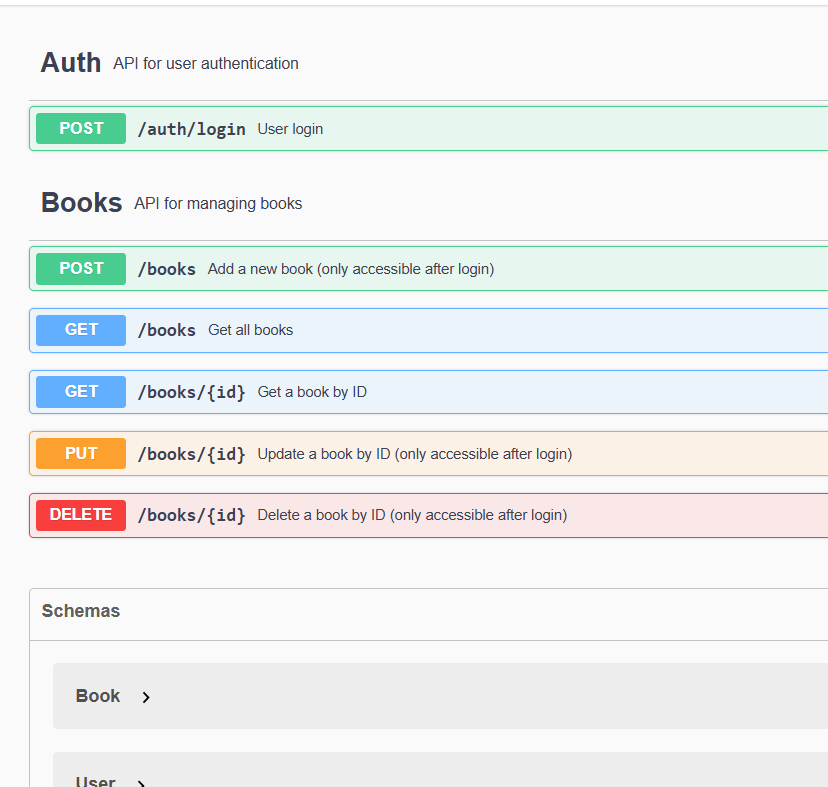 Auth API for user authentication
POST /auth/login User login
Books API for managing books
POST /books Add a new book (only accessible after login)
GET /books Get all books
GET /books/{id} Get a book by ID
PUT /books/{id} Update a book by ID (only accessible after login)
DELETE /books/{id} Delete a book by ID (only accessible after login)
Schemas
Book
User